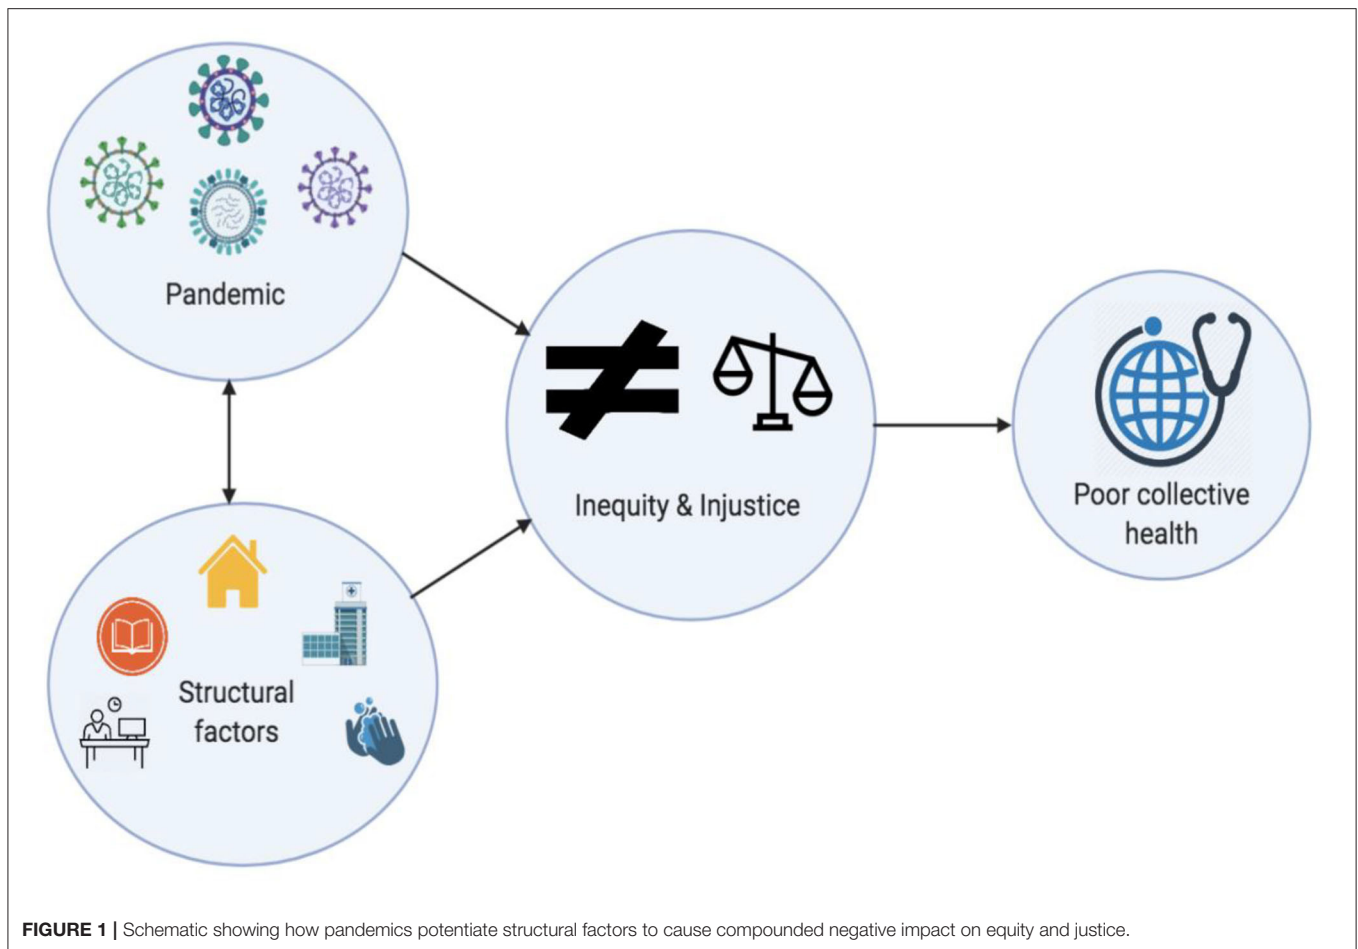 Pandemic
Inequity & Injustice
Poor collective
health
Structural
factors
FIGURE 1 | Schematic showing how pandemics potentiate structural factors to cause compounded negative impact on equity and justice.